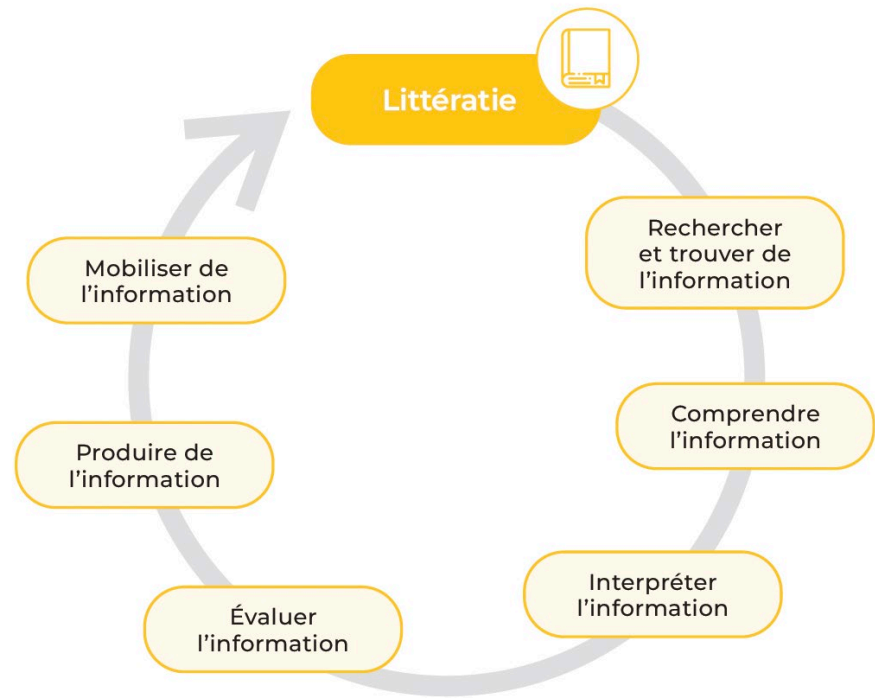 Littératie
Rechercher
et trouver de
l’information
Comprendre
l’information
Interpréter
l’information
Évaluer
l’information
Produire de
l’information
Mobiliser de
l’information